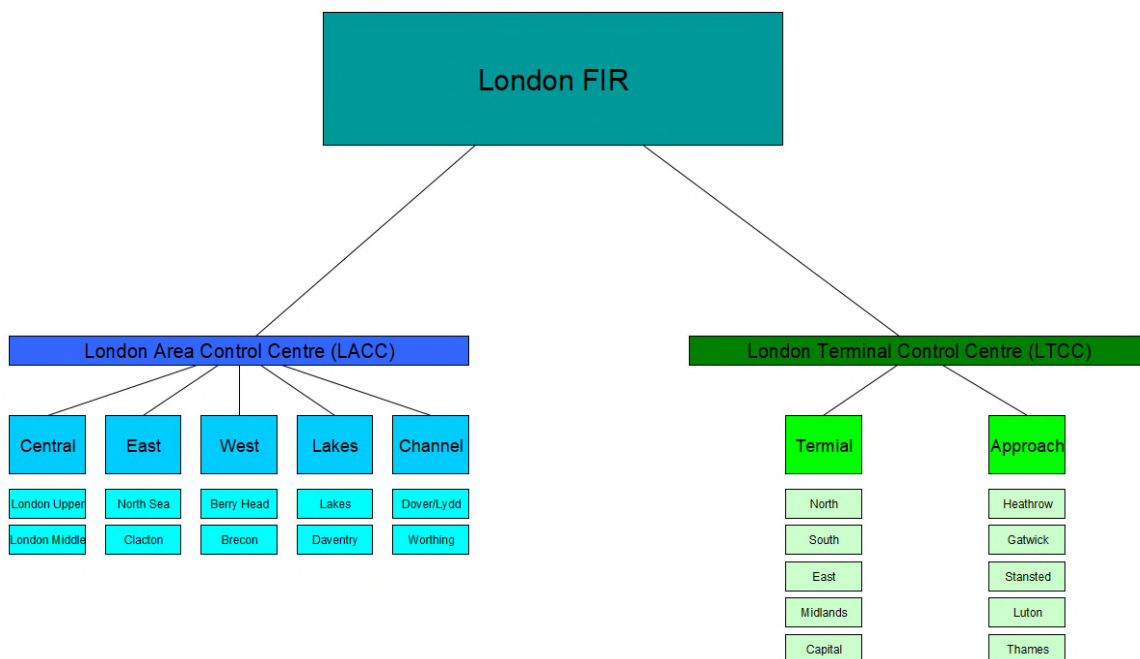 London FIR
London Area Control Centre (LACC)
London Terminal Control Centre (LTCC)
Central
East
West
Lakes
Channel
Termial
Approach
London Upper
North Sea
Berry Head
Lakes
Dover/Lydd
North
Heathrow
London Middle
Clacton
Brecon
Daventry
Worthing
South
Gatwick
East
Stansted
Midlands
Luton
Capital
Thames